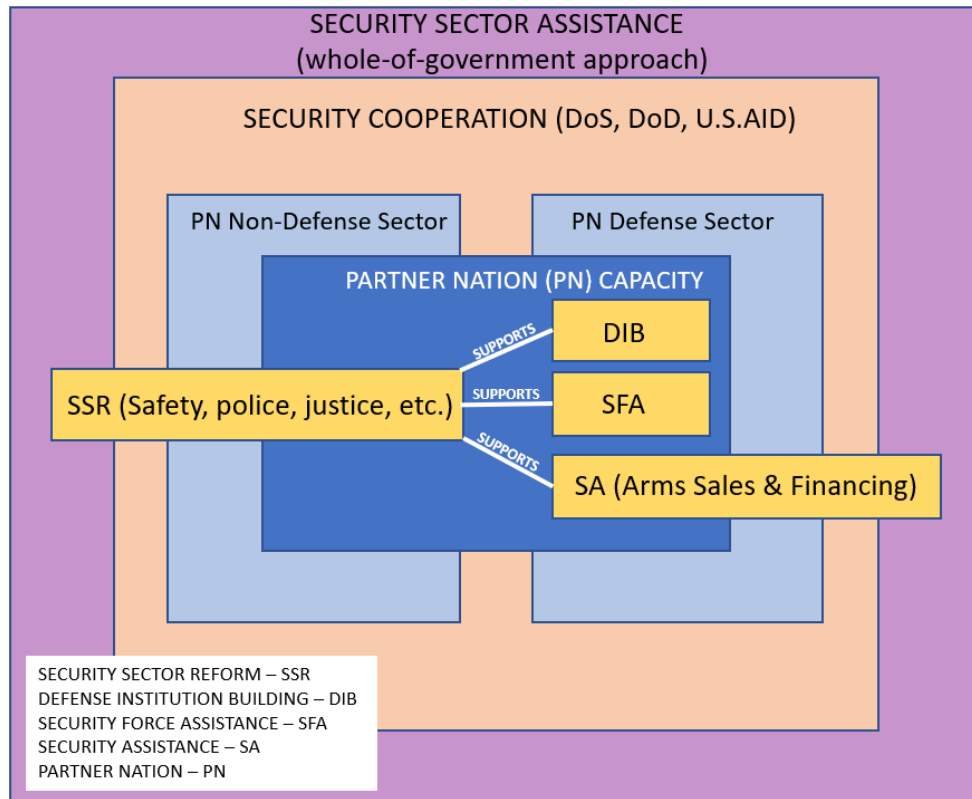 SECURITY SECTOR ASSISTANCE
(whole-of-government approach)
SECURITY COOPERATION (DoS, DoD, U.S.AID)
PN Non-Defense Sector
PN Defense Sector
PARTNER NATION (PN) CAPACITY
SUPPORTS
DIB
SSR (Safety, police, justice, etc.)
SUPPORTS
SFA
SUPPORTS
SA (Arms Sales & Financing)
SECURITY SECTOR REFORM – SSR
DEFENSE INSTITUTION BUILDING – DIB
SECURITY FORCE ASSISTANCE – SFA
SECURITY ASSISTANCE – SA
PARTNER NATION – PN